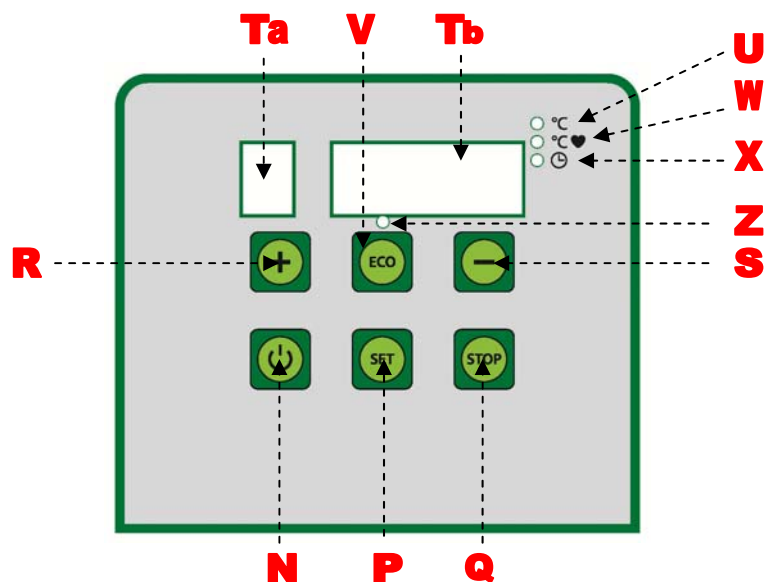 Ta V Tb
U
°C
W
°C ♥
X
Z
R + ECO − S
SET STOP
N P Q